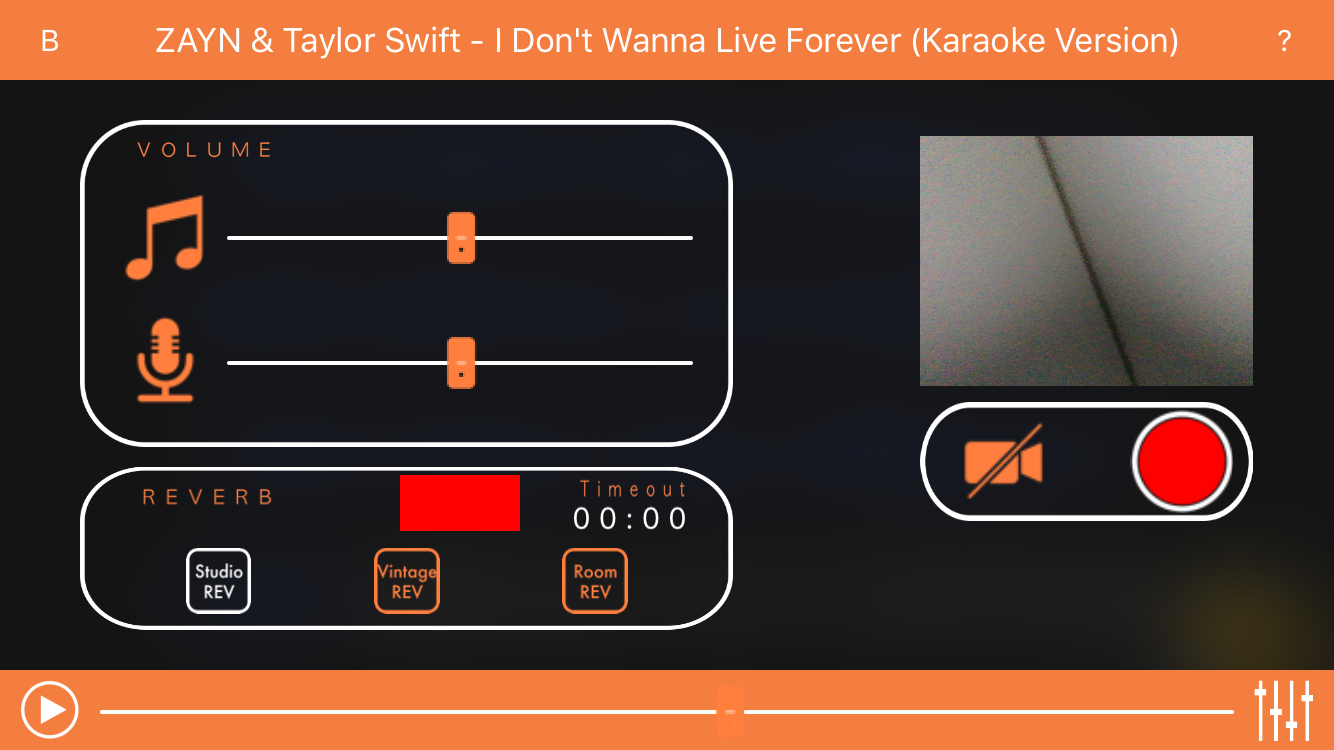 B
ZAYN & Taylor Swift - I Don't Wanna Live Forever (Karaoke Version)
?
VOLUME
REVERB
Timeout
00:00
Studio
REV
Vintage
REV
Room
REV